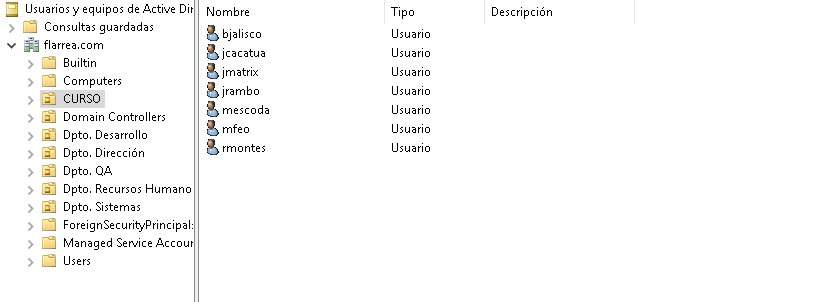 Usuarios y equipos de Active Dir
Consultas guardadas
flarrea.com
Builtin
Computers
CURSO
Domain Controllers
Dpto. Desarrollo
Dpto. Dirección
Dpto. QA
Dpto. Recursos Humano
Dpto. Sistemas
ForeignSecurityPrincipal:
Managed Service Accour
Users
Nombre Tipo Descripción
bjalisco Usuario
jcacatua Usuario
jmatrix Usuario
jrambo Usuario
mescoda Usuario
mfeo Usuario
rmontes Usuario